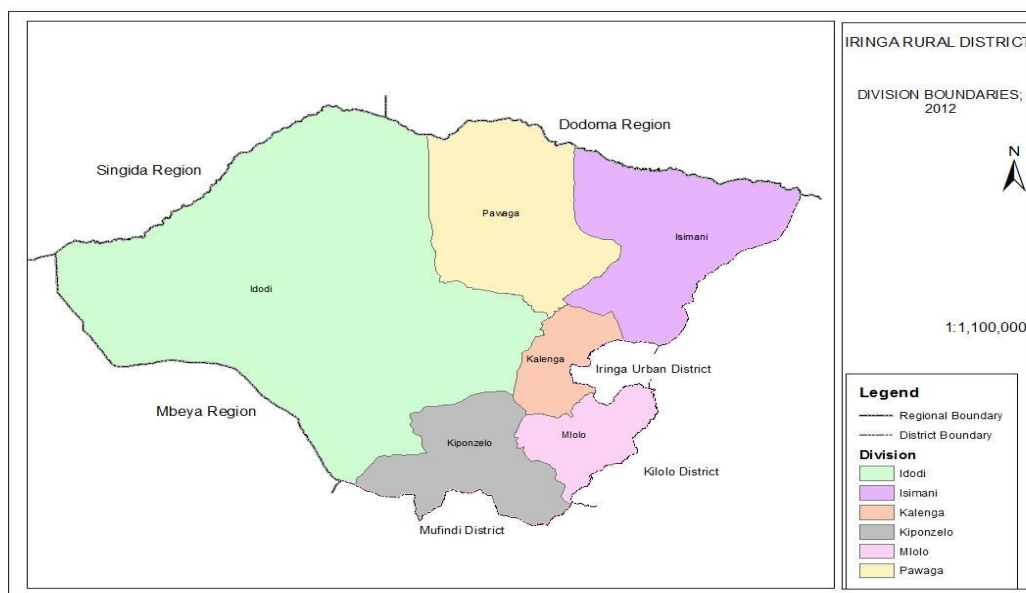 IRINGA RURAL DISTRICT
DIVISION BOUNDARIES;
2012
N
1:1,100,000
Dodoma Region
Singida Region
Pawaga
Isimani
Idodi
Kalenga
Iringa Urban District
Mbeya Region
Kiponzelo
Mlolo
Kilolo District
Mufindi District
Legend
Regional Boundary
District Boundary
Division
Idodi
Isimani
Kalenga
Kiponzelo
Mlolo
Pawaga